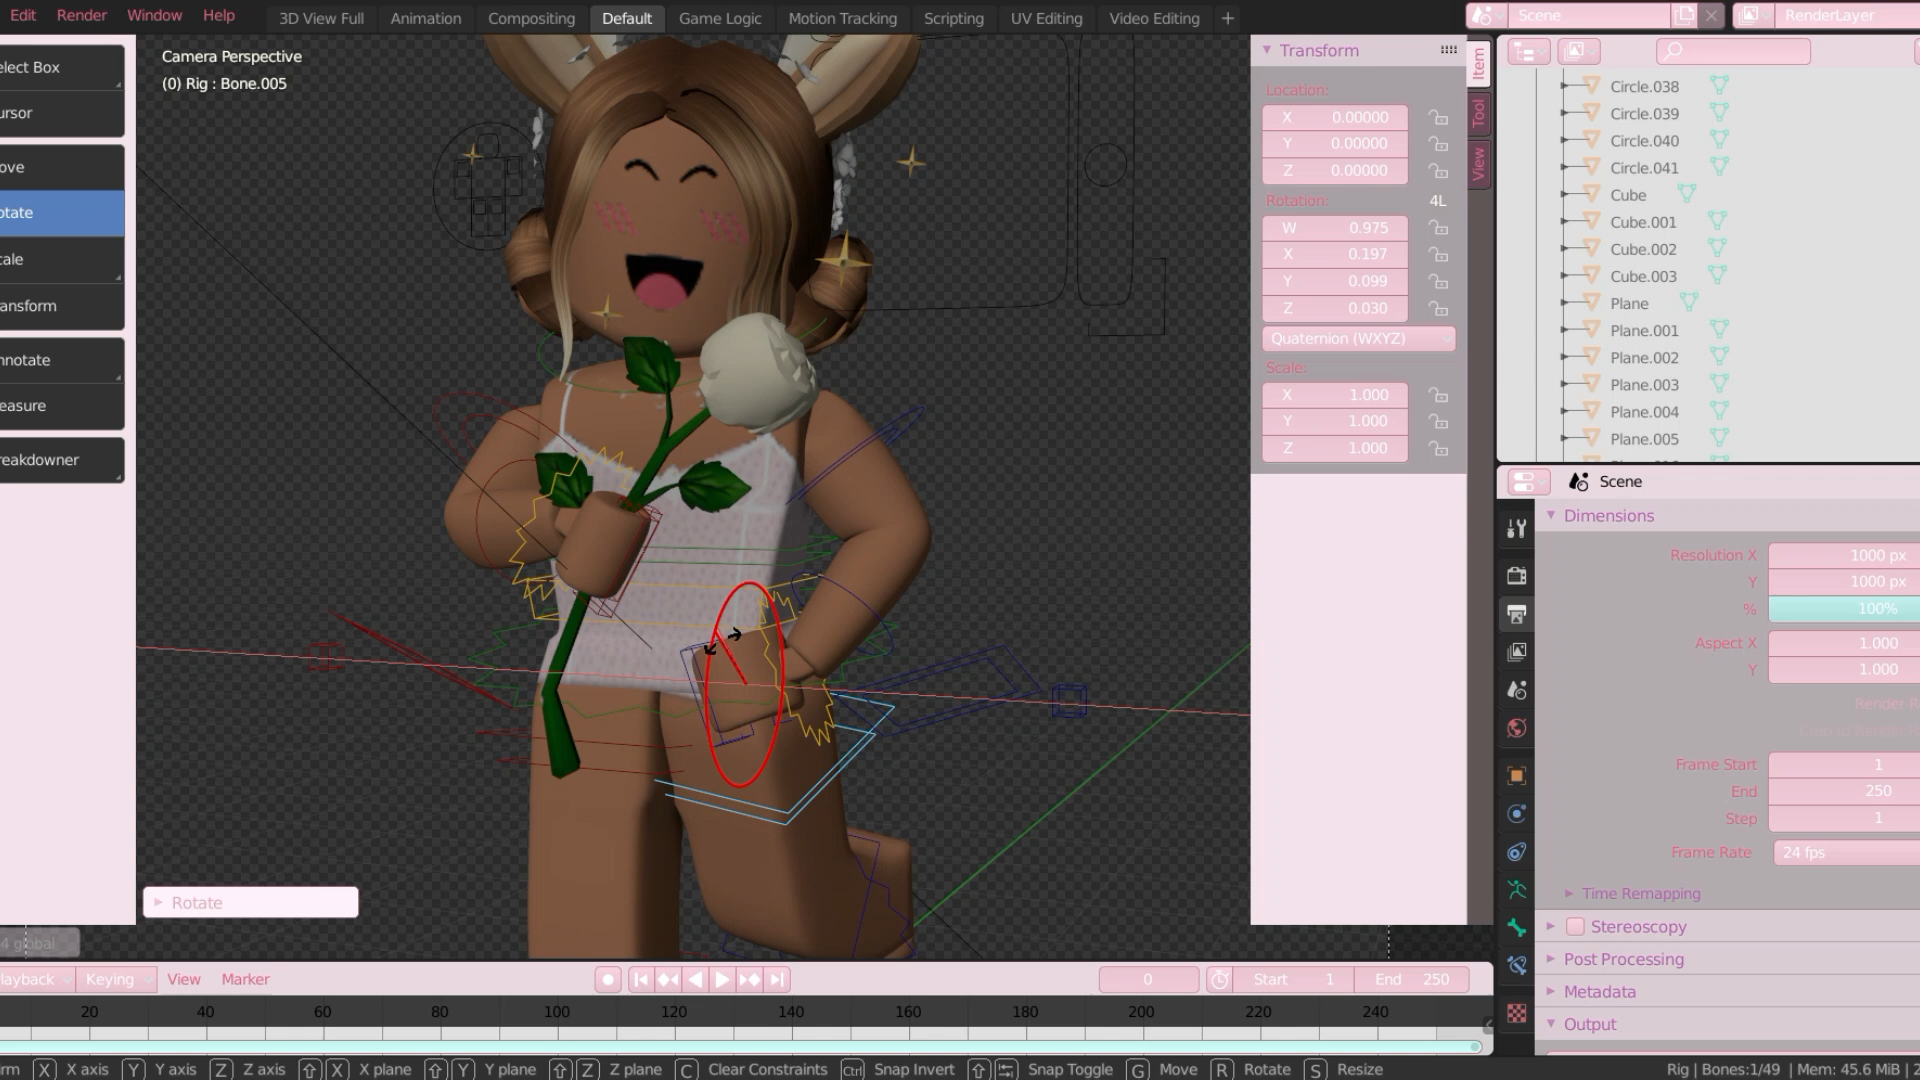 Edit Render Window Help 3D View Full Animation Compositing Default Game Logic Motion Tracking Scripting UV Editing Video Editing + Scene RenderLayer
elect Box
ursor
ove
otate
cale
ansform
nnotate
easure
reakdowner
Camera Perspective
(0) Rig : Bone.005
Rotate
4 global
Transform
Location:
X 0.00000
Y 0.00000
Z 0.00000
Rotation: 4L
W 0.975
X 0.197
Y 0.099
Z 0.030
Quaternion (WXYZ)
Scale:
X 1.000
Y 1.000
Z 1.000
Item
Tool
View
Circle.038
Circle.039
Circle.040
Circle.041
Cube
Cube.001
Cube.002
Cube.003
Plane
Plane.001
Plane.002
Plane.003
Plane.004
Plane.005
Scene
Dimensions
Resolution X 1000 px
Y 1000 px
% 100%
Aspect X 1.000
Y 1.000
Render R
Frame Start 1
End 250
Step 1
Frame Rate 24 fps
Time Remapping
Stereoscopy
Post Processing
Metadata
Output
layback Keying View Marker 0 Start 1 End 250
20 40 60 80 100 120 140 160 180 200 220 240
rm X X axis Y Y axis Z Z axis X X plane Y Y plane Z Z plane C Clear Constraints Ctrl Snap Invert Snap Toggle G Move R Rotate S Resize Rig | Bones:1/49 | Mem: 45.6 MiB | 2